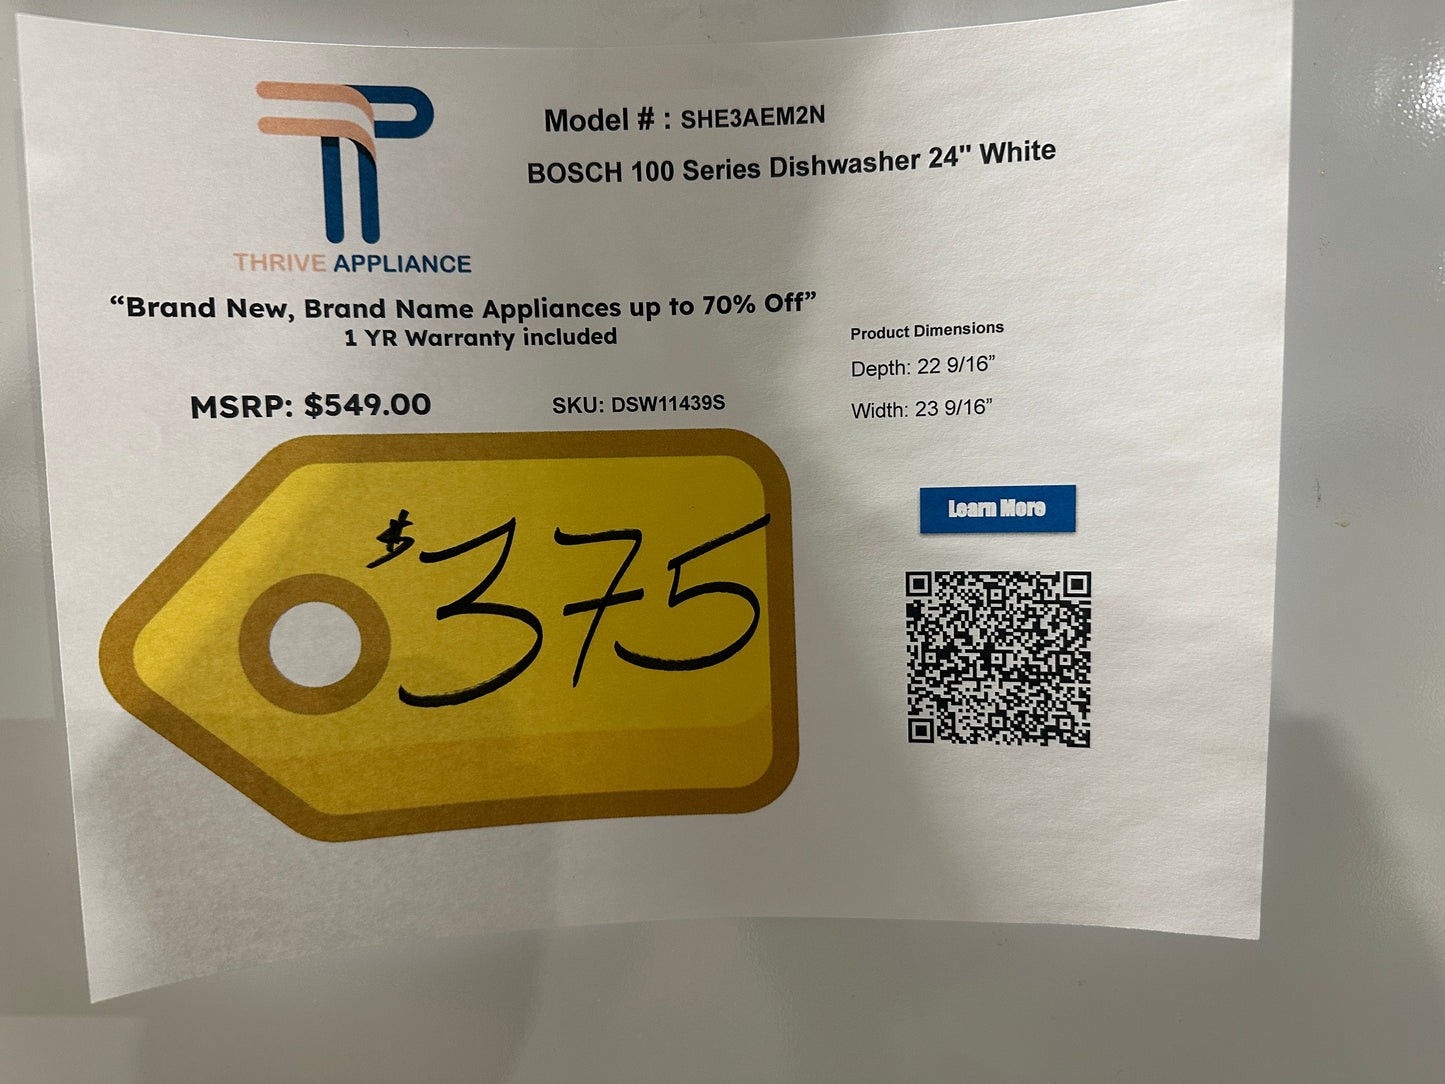 Model # : SHE3AEM2N
BOSCH 100 Series Dishwasher 24" White
THRIVE APPLIANCE
“Brand New, Brand Name Appliances up to 70% Off”
1 YR Warranty included
MSRP: $549.00
SKU: DSW11439S
Product Dimensions
Depth: 22 9/16”
Width: 23 9/16”
$375
Learn More